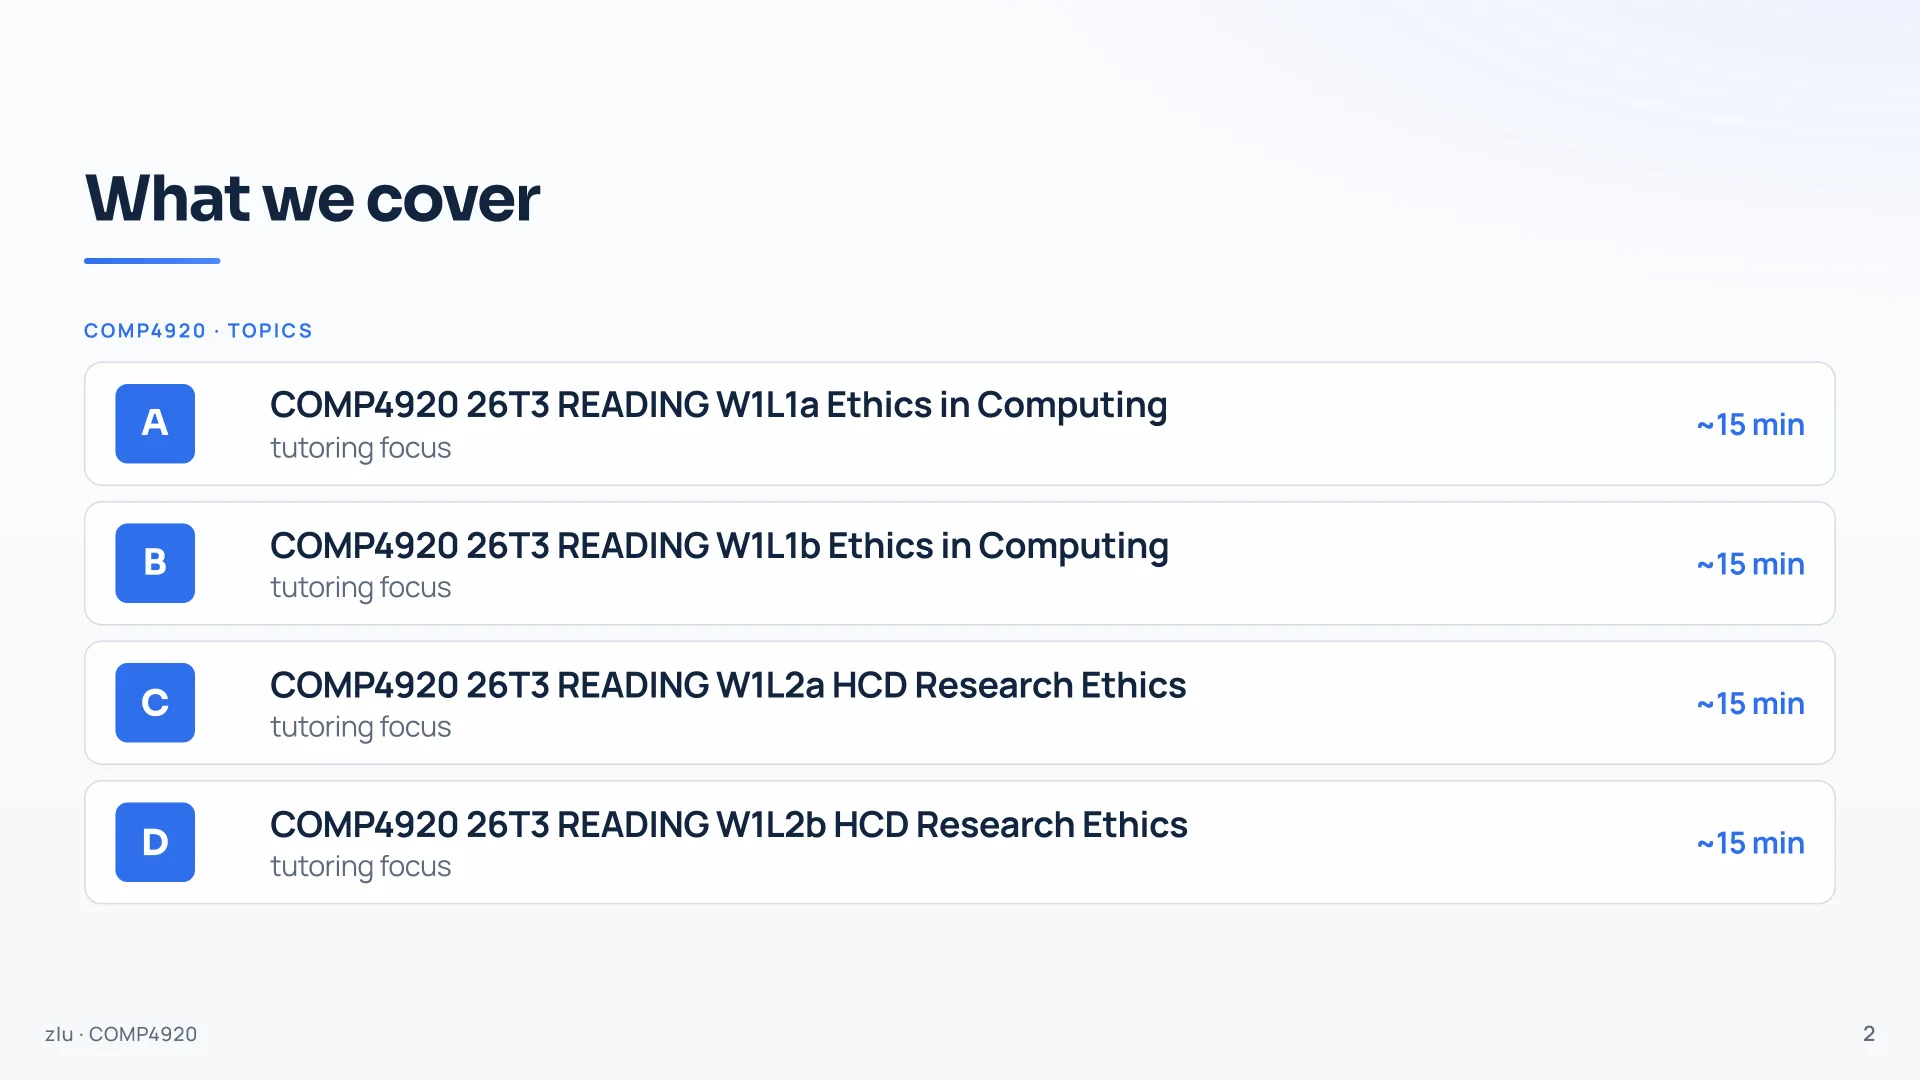 What we cover
COMP4920 · TOPICS
A
COMP4920 26T3 READING W1L1a Ethics in Computing
tutoring focus
~15 min
B
COMP4920 26T3 READING W1L1b Ethics in Computing
tutoring focus
~15 min
C
COMP4920 26T3 READING W1L2a HCD Research Ethics
tutoring focus
~15 min
D
COMP4920 26T3 READING W1L2b HCD Research Ethics
tutoring focus
~15 min
zlu · COMP4920
2